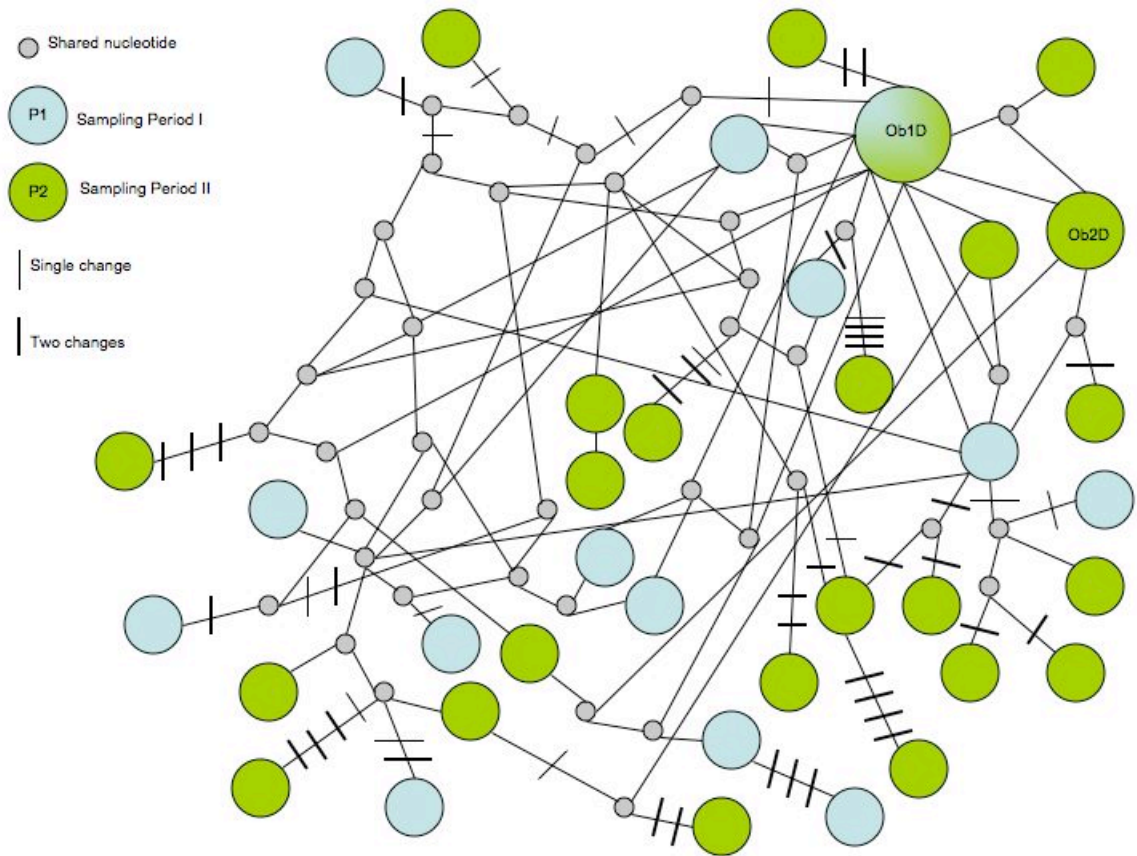 Shared nucleotide
P1 Sampling Period I
P2 Sampling Period II
Single change
Two changes
Ob1D
Ob2D